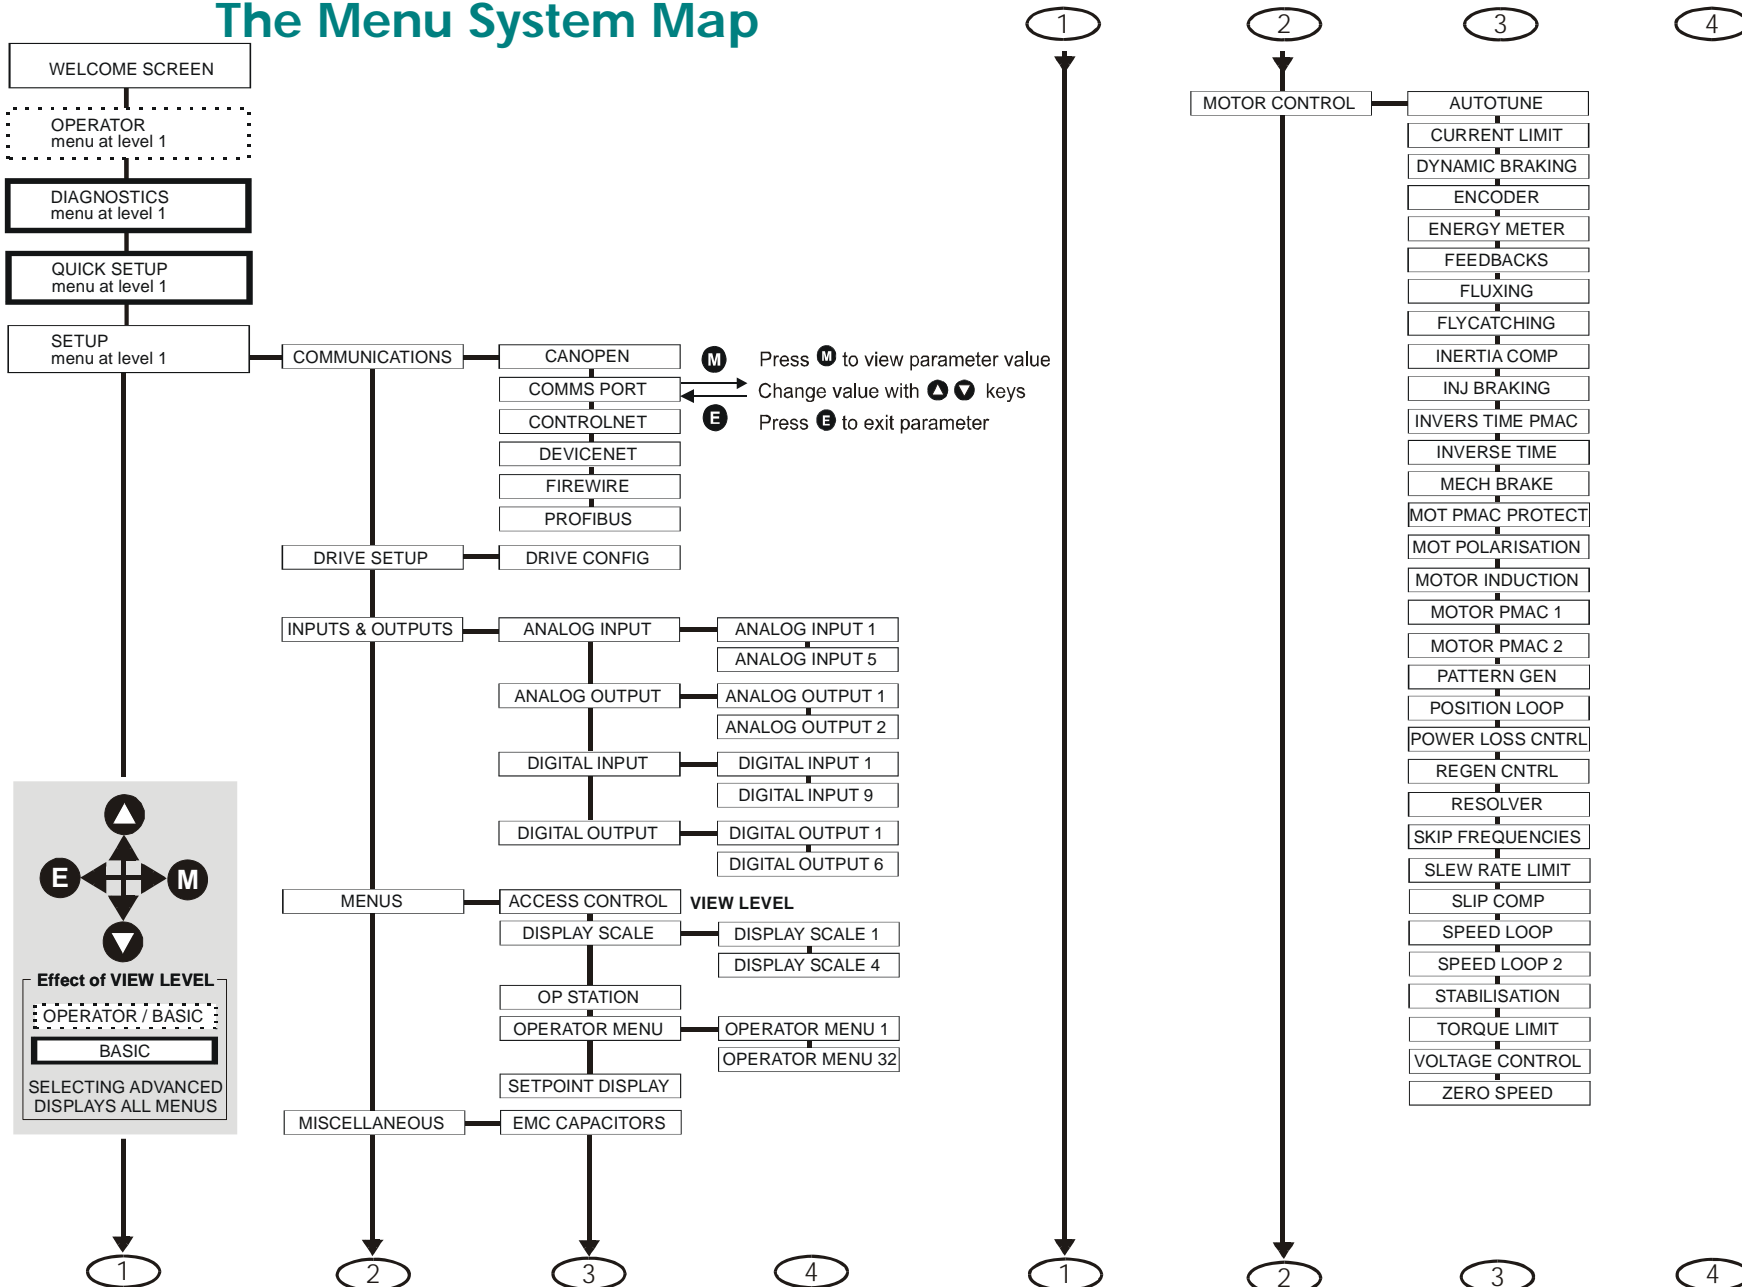 The Menu System Map
WELCOME SCREEN
OPERATOR
menu at level 1
DIAGNOSTICS
menu at level 1
QUICK SETUP
menu at level 1
SETUP
menu at level 1
E
M
Effect of VIEW LEVEL
OPERATOR / BASIC
BASIC
SELECTING ADVANCED
DISPLAYS ALL MENUS
1
COMMUNICATIONS
CANOPEN
COMMS PORT
CONTROLNET
DEVICENET
FIREWIRE
PROFIBUS
M Press M to view parameter value
Change value with keys
E Press E to exit parameter
DRIVE SETUP
DRIVE CONFIG
INPUTS & OUTPUTS
ANALOG INPUT
ANALOG INPUT 1
ANALOG INPUT 5
ANALOG OUTPUT
ANALOG OUTPUT 1
ANALOG OUTPUT 2
DIGITAL INPUT
DIGITAL INPUT 1
DIGITAL INPUT 9
DIGITAL OUTPUT
DIGITAL OUTPUT 1
DIGITAL OUTPUT 6
MENUS
ACCESS CONTROL
VIEW LEVEL
DISPLAY SCALE
DISPLAY SCALE 1
DISPLAY SCALE 4
OP STATION
OPERATOR MENU
OPERATOR MENU 1
OPERATOR MENU 32
SETPOINT DISPLAY
MISCELLANEOUS
EMC CAPACITORS
2
3
4
1
2
3
4
MOTOR CONTROL
AUTOTUNE
CURRENT LIMIT
DYNAMIC BRAKING
ENCODER
ENERGY METER
FEEDBACKS
FLUXING
FLYCATCHING
INERTIA COMP
INJ BRAKING
INVERS TIME PMAC
INVERSE TIME
MECH BRAKE
MOT PMAC PROTECT
MOT POLARISATION
MOTOR INDUCTION
MOTOR PMAC 1
MOTOR PMAC 2
PATTERN GEN
POSITION LOOP
POWER LOSS CNTRL
REGEN CNTRL
RESOLVER
SKIP FREQUENCIES
SLEW RATE LIMIT
SLIP COMP
SPEED LOOP
SPEED LOOP 2
STABILISATION
TORQUE LIMIT
VOLTAGE CONTROL
ZERO SPEED
1
2
3
4